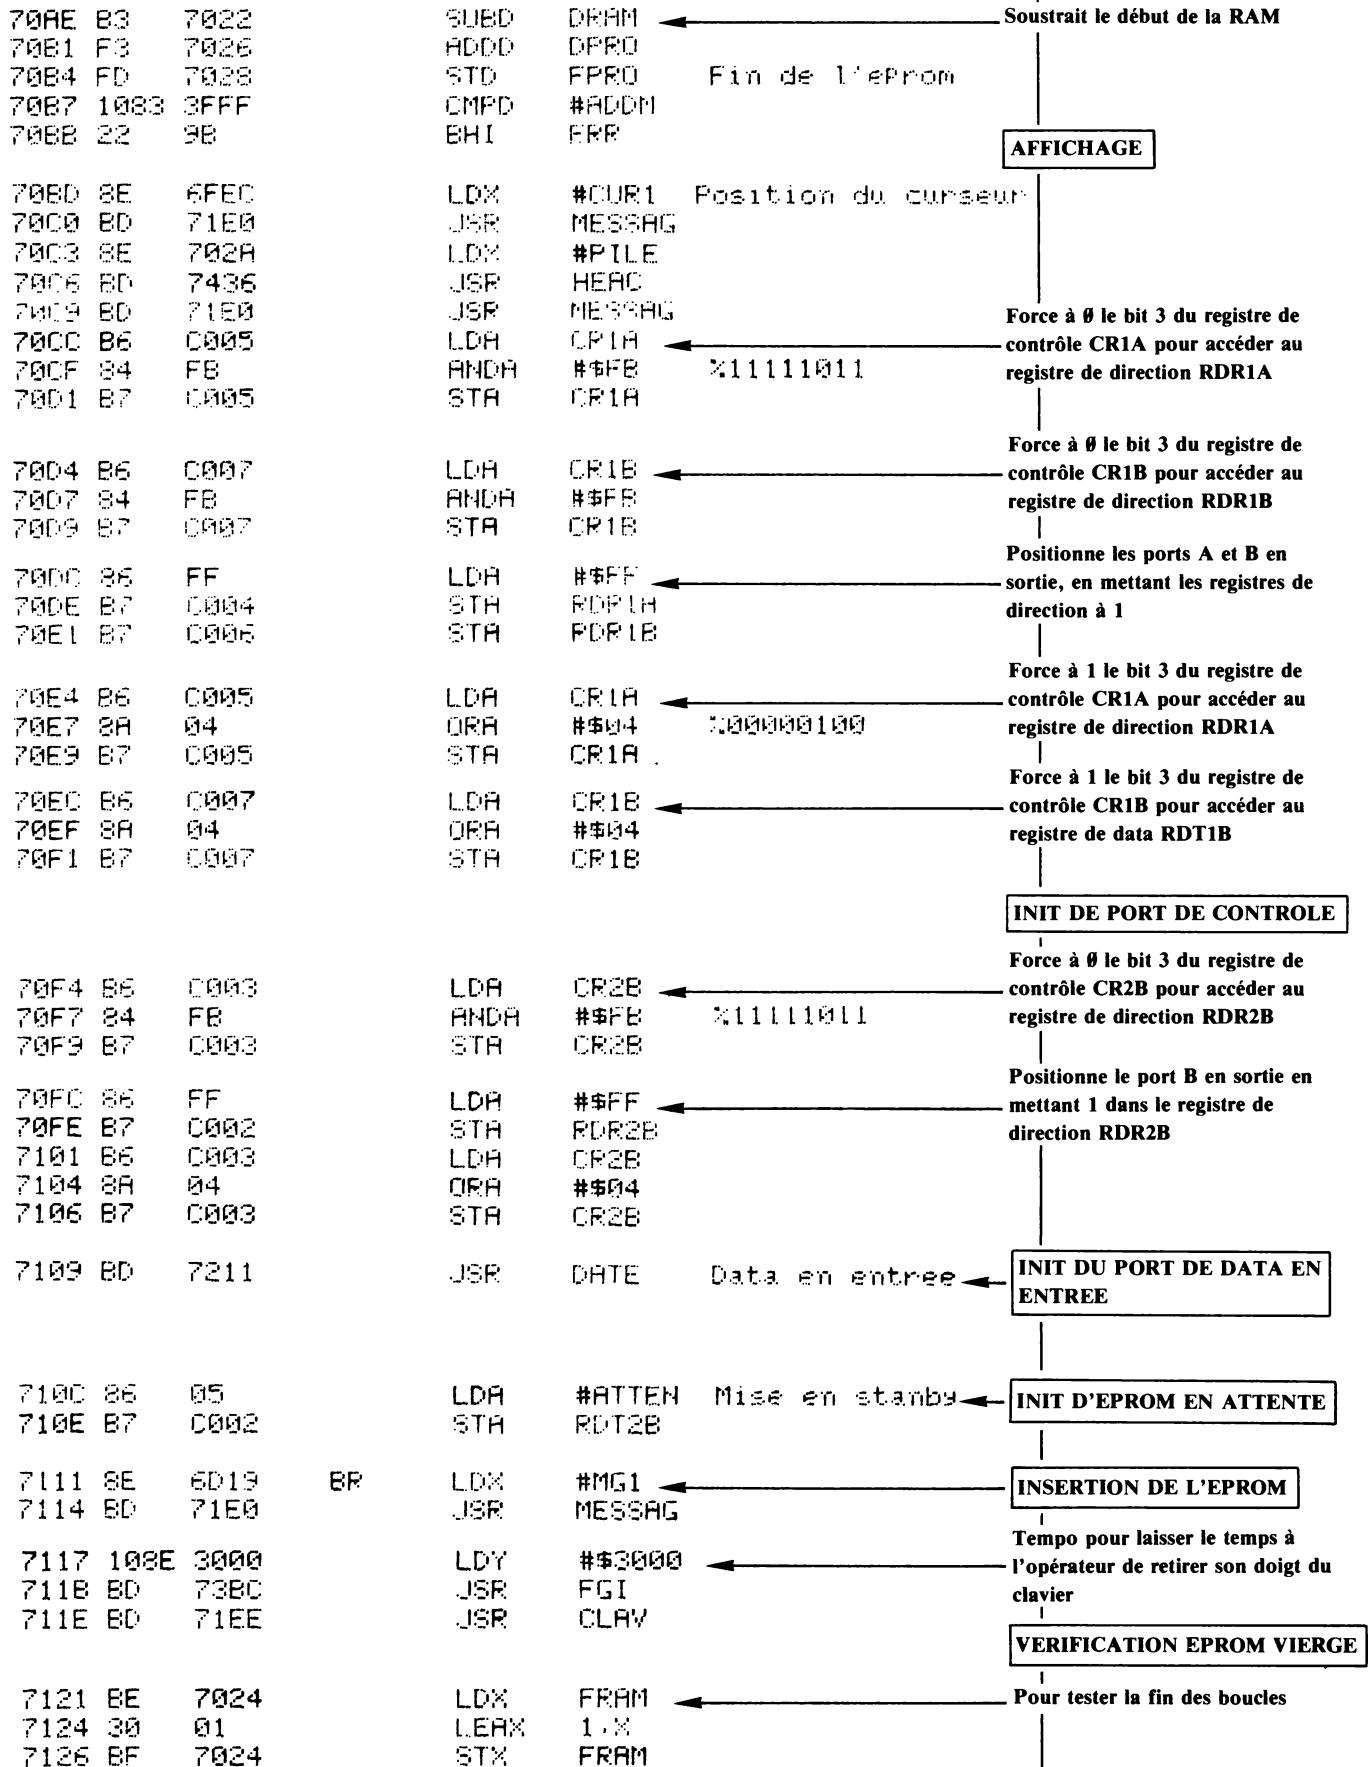 70AE B3 7022 SUBD DRAM Soustrait le début de la RAM
70B1 F3 7026 ADDD DPRO
70B4 FD 7028 STD FPRO Fin de l'eprom
70B7 1083 3FFF CMPD #ADDM
70BB 22 9B BHI ERR
AFFICHAGE
70BD 8E 6FEC LDX #CUR1 Position du curseur
70C0 BD 71E0 JSR MESSAG
70C3 8E 702A LDX #PILE
70C6 BD 7436 JSR HEAC
70C9 BD 71E0 JSR MESSAG
70CC B6 C005 LDA CR1A
70CF 84 FB ANDA #$FB %11111011
70D1 B7 C005 STA CR1A
Force à 0 le bit 3 du registre de
contrôle CR1A pour accéder au
registre de direction RDR1A
70D4 B6 C007 LDA CR1B
70D7 84 FB ANDA #$FB
70D9 B7 C007 STA CR1B
Force à 0 le bit 3 du registre de
contrôle CR1B pour accéder au
registre de direction RDR1B
70DC 86 FF LDA #$FF
70DE B7 C004 STA RDR1A
70E1 B7 C006 STA RDR1B
Positionne les ports A et B en
sortie, en mettant les registres de
direction à 1
70E4 B6 C005 LDA CR1A
70E7 8A 04 ORA #$04 %00000100
70E9 B7 C005 STA CR1A
Force à 1 le bit 3 du registre de
contrôle CR1A pour accéder au
registre de direction RDR1A
70EC B6 C007 LDA CR1B
70EF 8A 04 ORA #$04
70F1 B7 C007 STA CR1B
Force à 1 le bit 3 du registre de
contrôle CR1B pour accéder au
registre de data RDT1B
INIT DE PORT DE CONTROLE
70F4 B6 C003 LDA CR2B
70F7 84 FB ANDA #$FB %11111011
70F9 B7 C003 STA CR2B
Force à 0 le bit 3 du registre de
contrôle CR2B pour accéder au
registre de direction RDR2B
70FC 86 FF LDA #$FF
70FE B7 C002 STA RDR2B
7101 B6 C003 LDA CR2B
7104 8A 04 ORA #$04
7106 B7 C003 STA CR2B
Positionne le port B en sortie en
mettant 1 dans le registre de
direction RDR2B
7109 BD 7211 JSR DATE Data en entree
INIT DU PORT DE DATA EN
ENTREE
710C 86 05 LDA #ATTEN Mise en stanby INIT D'EPROM EN ATTENTE
710E B7 C002 STA RDT2B
7111 8E 6D19 BR LDX #MG1 INSERTION DE L'EPROM
7114 BD 71E0 JSR MESSAG
7117 108E 3000 LDY #$3000
711B BD 73BC JSR FGI
711E BD 71EE JSR CLAV
Tempo pour laisser le temps à
l'opérateur de retirer son doigt du
clavier
VERIFICATION EPROM VIERGE
7121 BE 7024 LDX FRAM Pour tester la fin des boucles
7124 30 01 LEAX 1,X
7126 BF 7024 STX FRAM